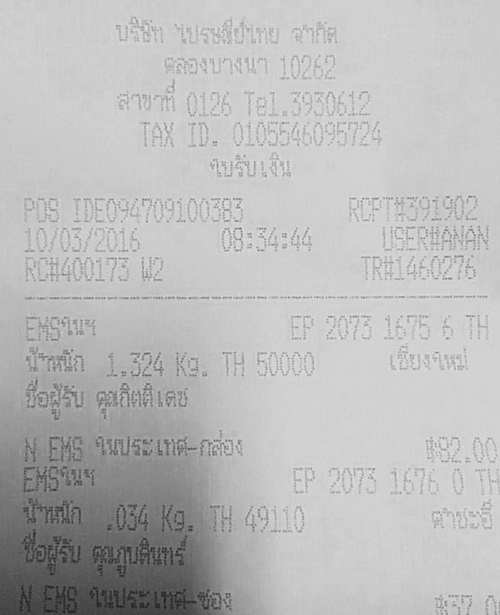 บริษัท ไปรษณีย์ไทย จำกัด
คลองบางนา 10262
สาขาที่ 0126 Tel.3930612
TAX ID. 0105546095724
ใบรับเงิน
POS IDE094709100383 RCPT#391902
10/03/2016 08:34:44 USER#ANAN
RC#400173 W2 TR#1460276
EMSในฯ EP 2073 1675 6 TH
น้ำหนัก 1.324 Kg. TH 50000 เชียงใหม่
ชื่อผู้รับ คุณกิตติเดช
N EMS ในประเทศ-กล่อง ฿82.00
EMSในฯ EP 2073 1676 0 TH
น้ำหนัก .034 Kg. TH 49110 คำชะอี
ชื่อผู้รับ คุณภูบดินทร์
N EMS ในประเทศ-ซอง ฿37.0